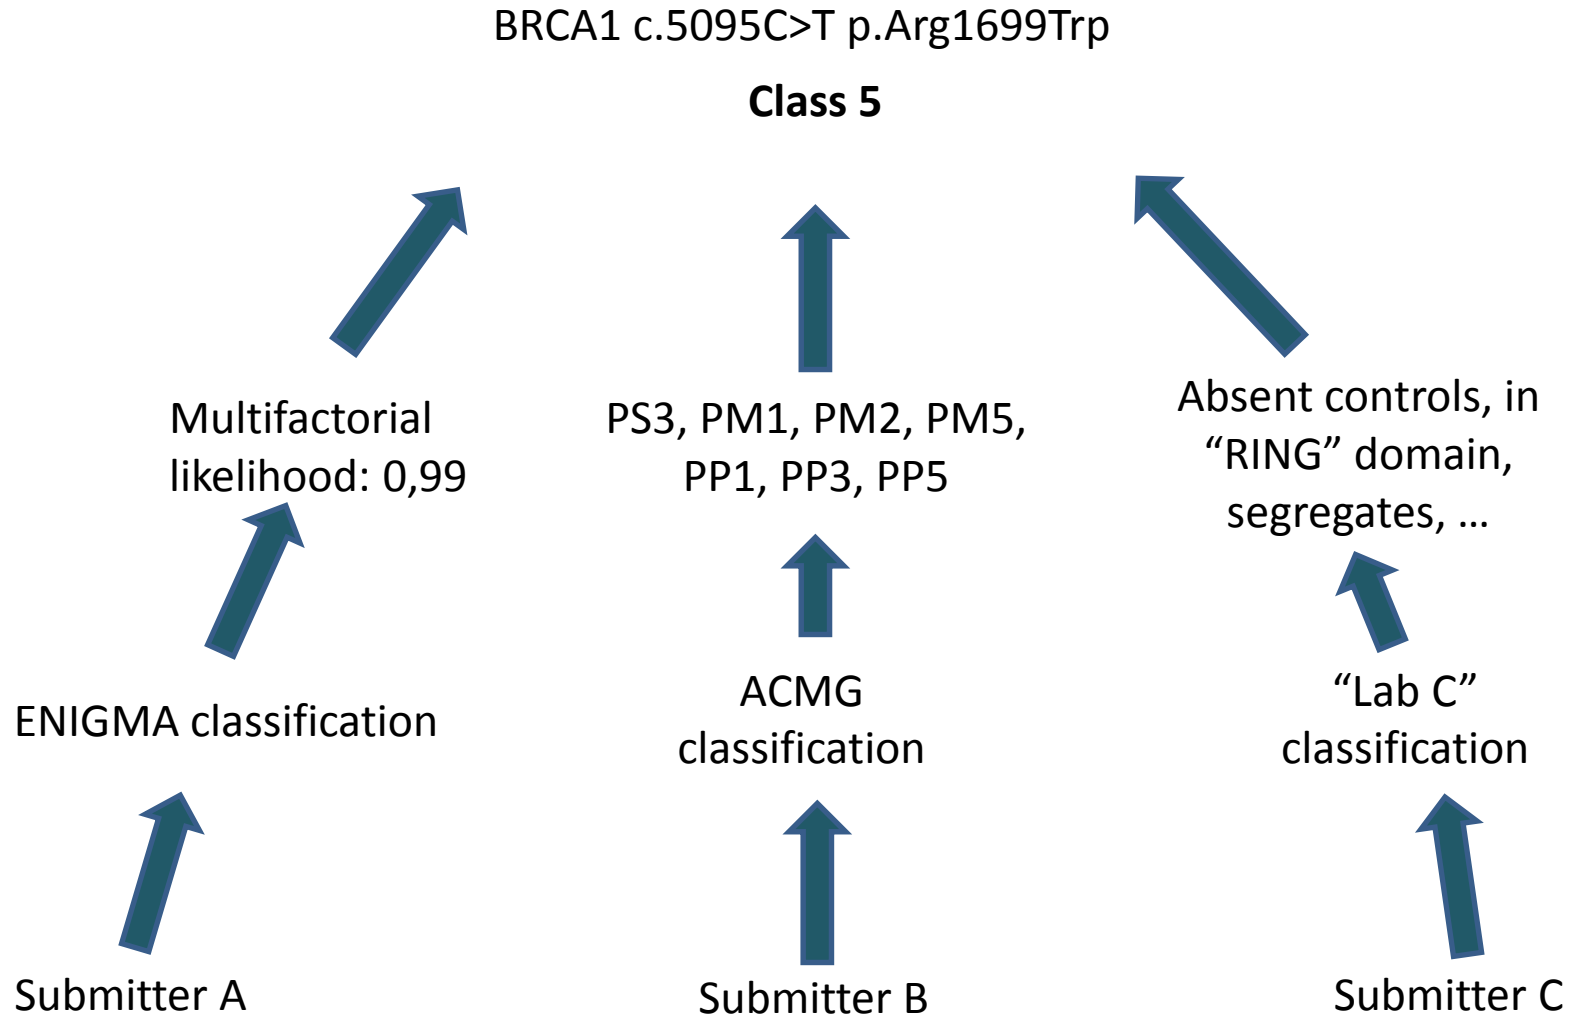 BRCA1 c.5095C>T p.Arg1699Trp
Class 5
Multifactorial
likelihood: 0,99
PS3, PM1, PM2, PM5,
PP1, PP3, PP5
Absent controls, in
“RING” domain,
segregates, …
ENIGMA classification
ACMG
classification
“Lab C”
classification
Submitter A
Submitter B
Submitter C